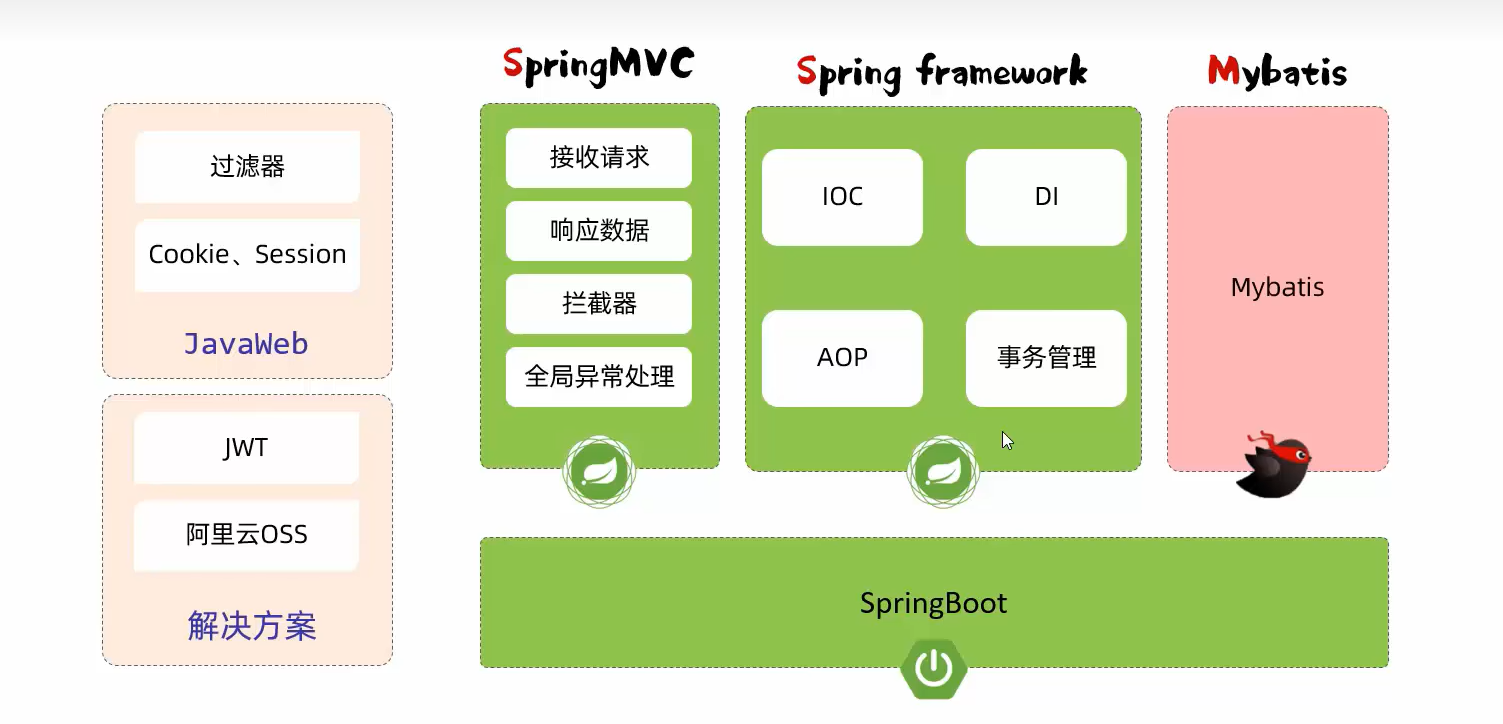 过滤器
Cookie、Session
JavaWeb
JWT
阿里云OSS
解决方案
SpringMVC
接收请求
响应数据
拦截器
全局异常处理
Spring framework
IOC
DI
AOP
事务管理
Mybatis
Mybatis
SpringBoot